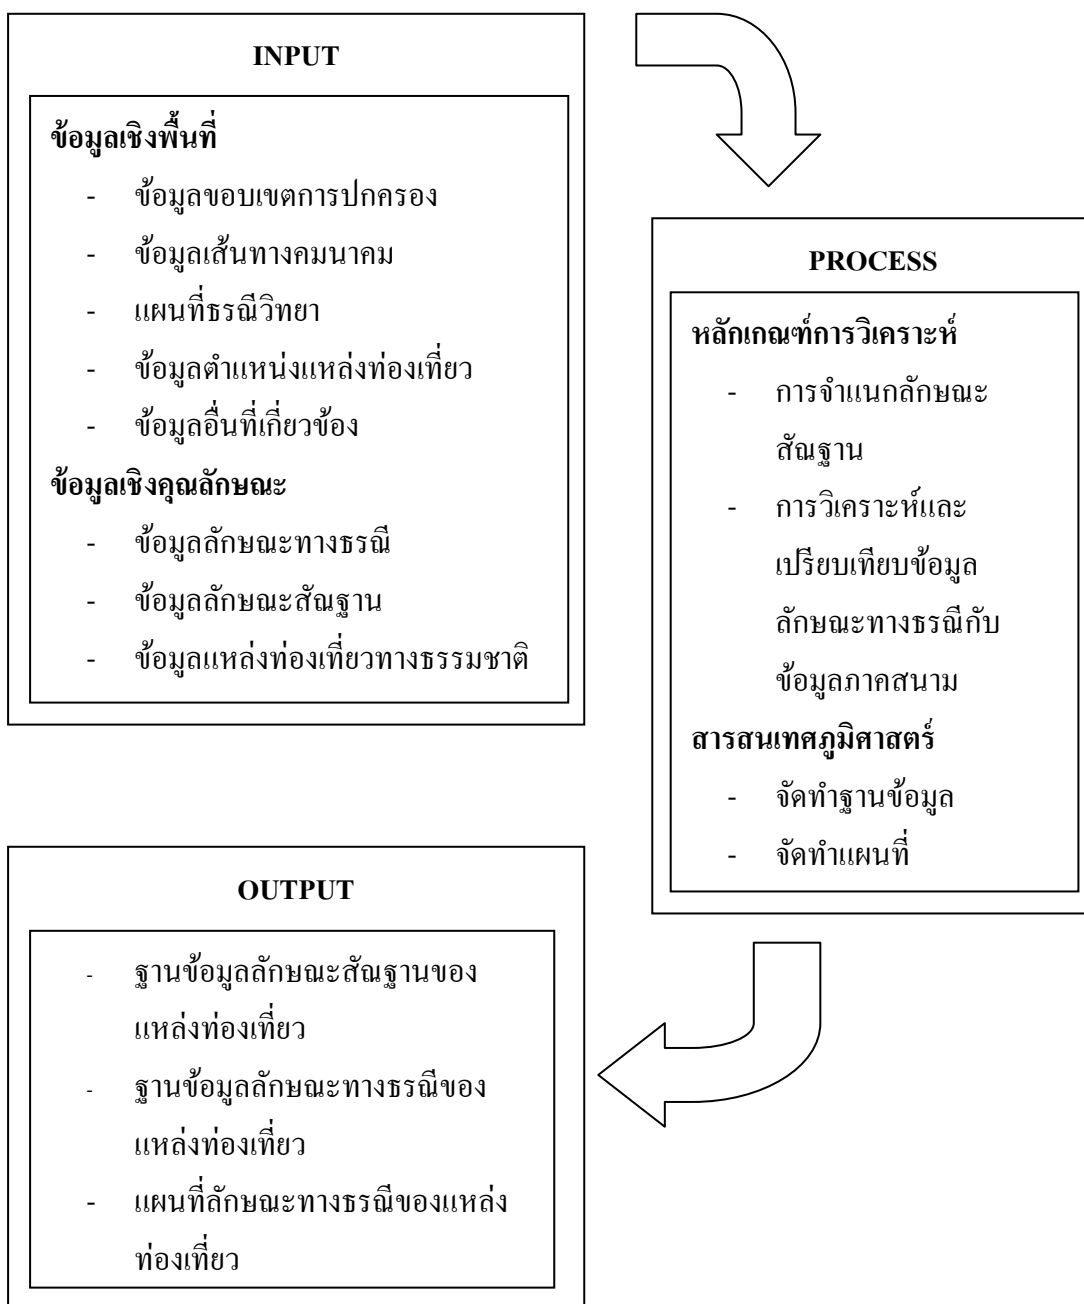 INPUT
ข้อมูลเชิงพื้นที่
- ข้อมูลขอบเขตการปกครอง
- ข้อมูลเส้นทางคมนาคม
- แผนที่ธรณีวิทยา
- ข้อมูลตำแหน่งแหล่งท่องเที่ยว
- ข้อมูลอื่นที่เกี่ยวข้อง
ข้อมูลเชิงคุณลักษณะ
- ข้อมูลลักษณะทางธรณี
- ข้อมูลลักษณะสัณฐาน
- ข้อมูลแหล่งท่องเที่ยวทางธรรมชาติ
PROCESS
หลักเกณฑ์การวิเคราะห์
- การจำแนกลักษณะ
สัณฐาน
- การวิเคราะห์และ
เปรียบเทียบข้อมูล
ลักษณะทางธรณีกับ
ข้อมูลภาคสนาม
สารสนเทศภูมิศาสตร์
- จัดทำฐานข้อมูล
- จัดทำแผนที่
OUTPUT
- ฐานข้อมูลลักษณะสัณฐานของ
แหล่งท่องเที่ยว
- ฐานข้อมูลลักษณะทางธรณีของ
แหล่งท่องเที่ยว
- แผนที่ลักษณะทางธรณีของแหล่ง
ท่องเที่ยว